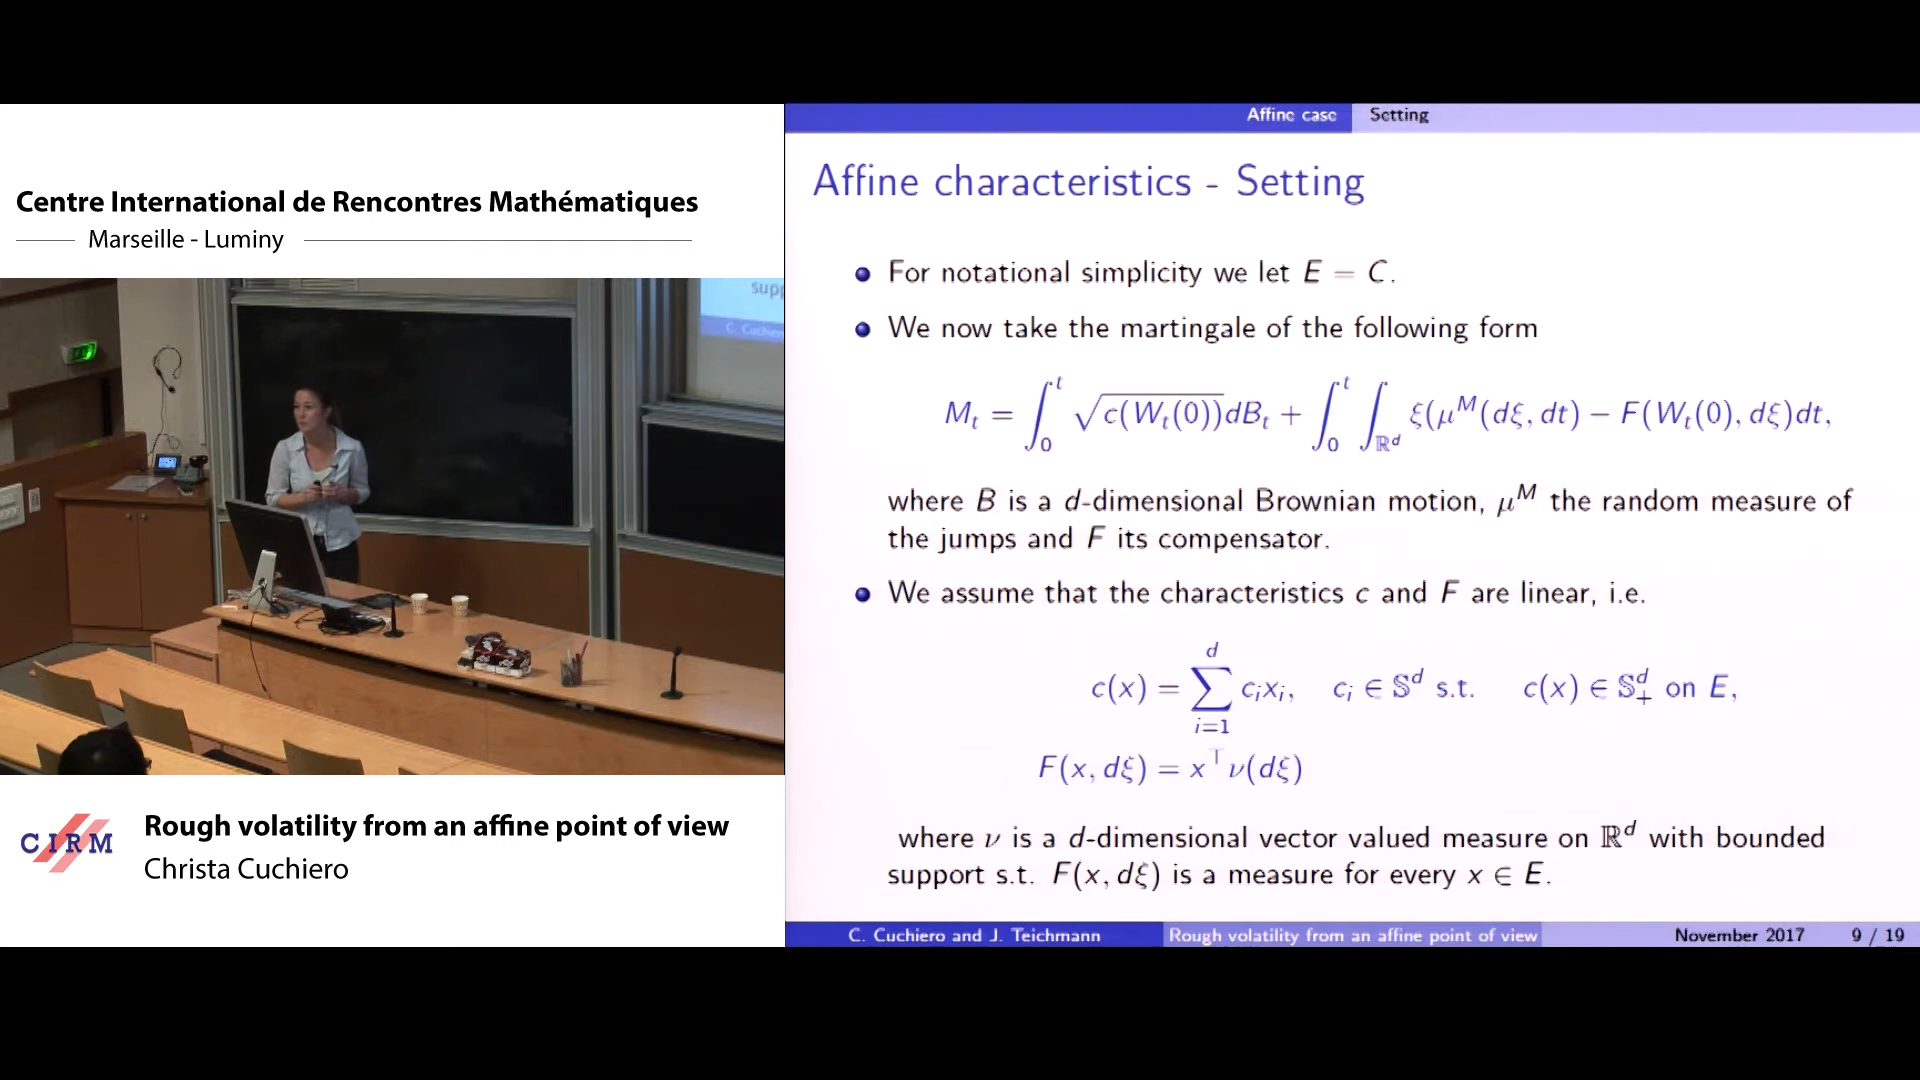 Centre International de Rencontres Mathématiques
Marseille - Luminy
supp
C. Cuchie
CIRM
Rough volatility from an affine point of view
Christa Cuchiero
Affine case Setting
Affine characteristics - Setting
For notational simplicity we let E = C.
We now take the martingale of the following form
M_t = ∫_0^t √c(W_t(0)) dB_t + ∫_0^t ∫_{ℝ^d} ξ(μ^M(dξ, dt) − F(W_t(0), dξ)dt,
where B is a d-dimensional Brownian motion, μ^M the random measure of
the jumps and F its compensator.
We assume that the characteristics c and F are linear, i.e.
c(x) = ∑_{i=1}^d c_i x_i, c_i ∈ 𝕊^d s.t. c(x) ∈ 𝕊_+^d on E,
F(x, dξ) = x^⊤ ν(dξ)
where ν is a d-dimensional vector valued measure on ℝ^d with bounded
support s.t. F(x, dξ) is a measure for every x ∈ E.
C. Cuchiero and J. Teichmann Rough volatility from an affine point of view November 2017 9 / 19